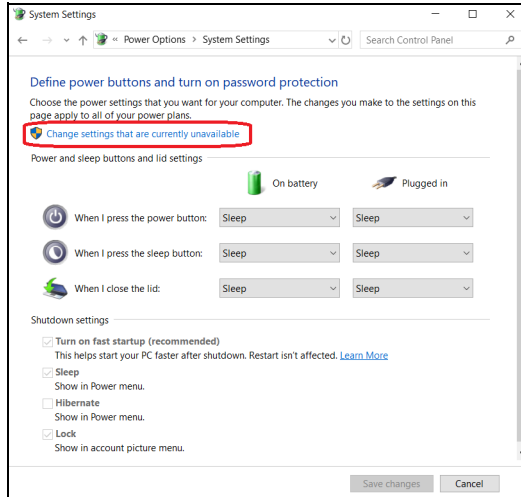 System Settings
« Power Options > System Settings
Search Control Panel
Define power buttons and turn on password protection
Choose the power settings that you want for your computer. The changes you make to the settings on this
page apply to all of your power plans.
Change settings that are currently unavailable
Power and sleep buttons and lid settings
On battery Plugged in
When I press the power button: Sleep Sleep
When I press the sleep button: Sleep Sleep
When I close the lid: Sleep Sleep
Shutdown settings
Turn on fast startup (recommended)
This helps start your PC faster after shutdown. Restart isn't affected. Learn More
Sleep
Show in Power menu.
Hibernate
Show in Power menu.
Lock
Show in account picture menu.
Save changes Cancel